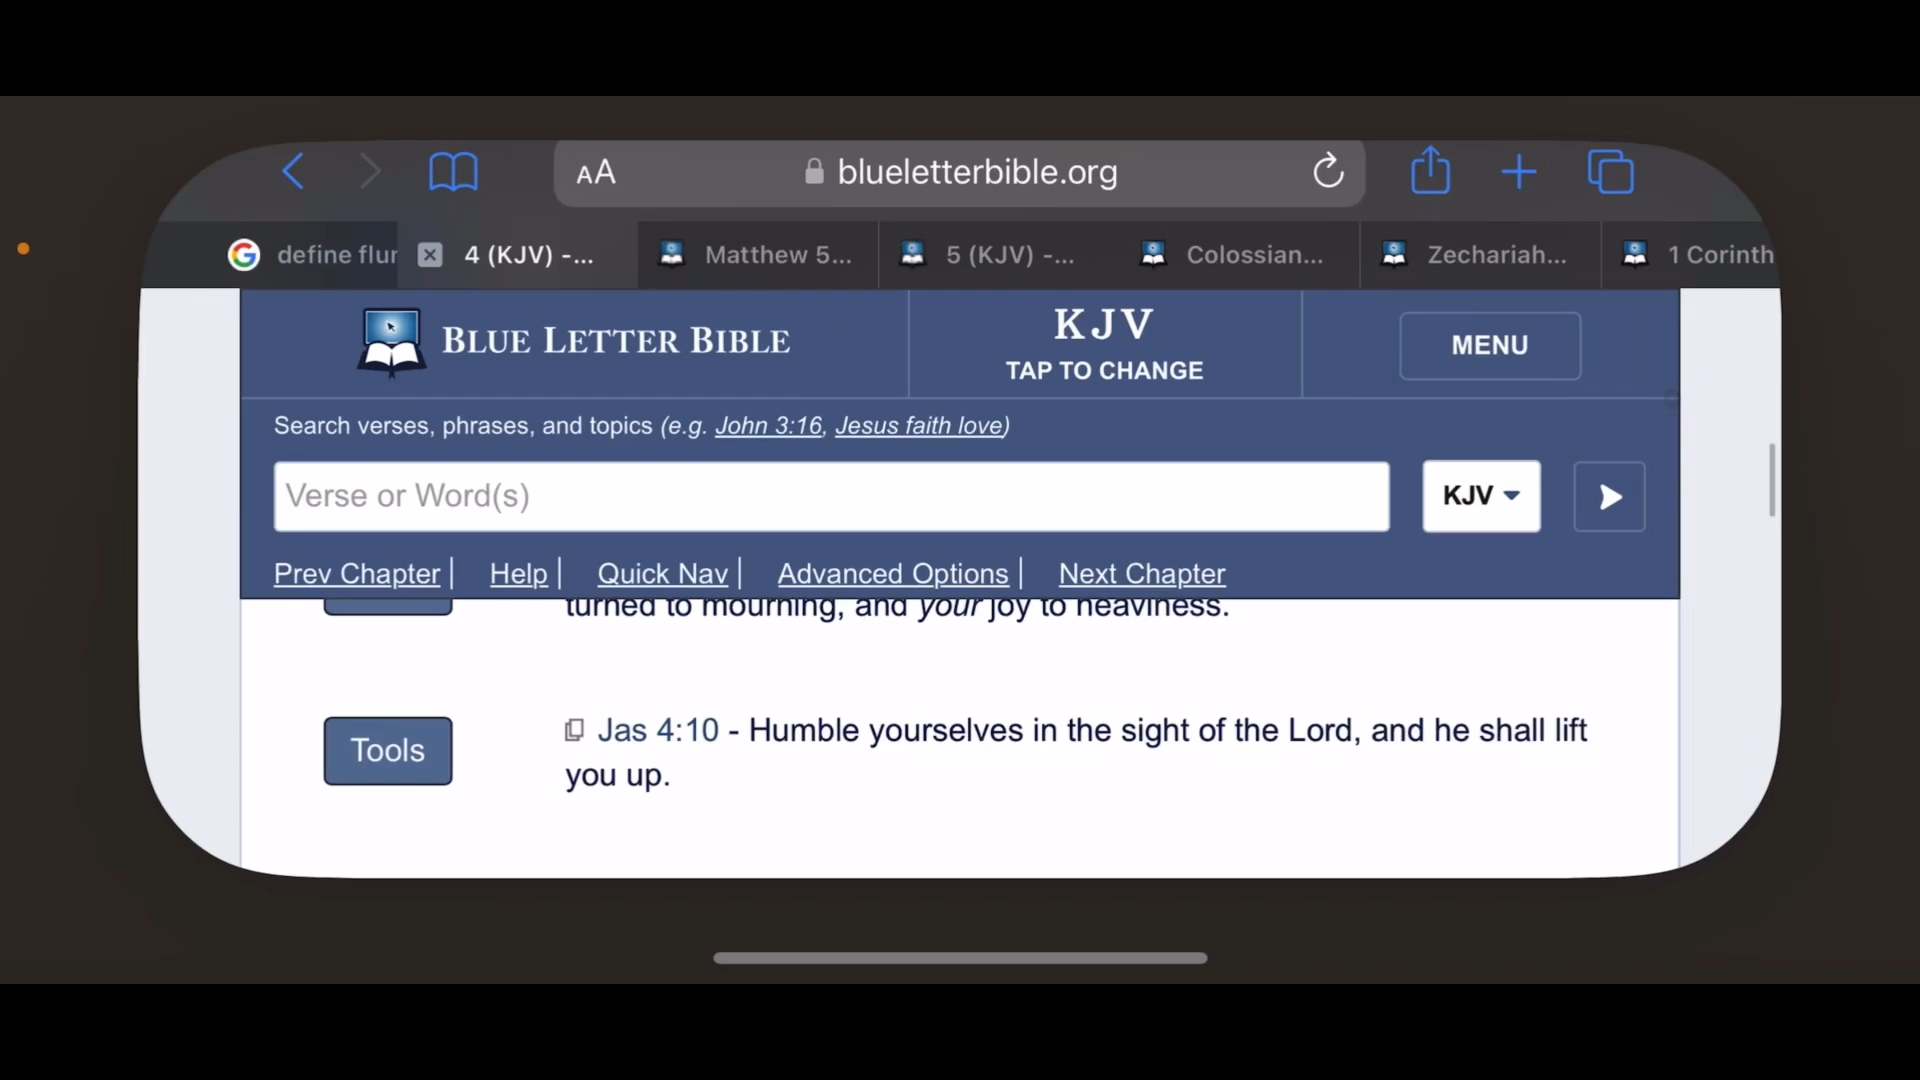 AA blueletterbible.org
define flur
4 (KJV) -...
Matthew 5...
5 (KJV) -...
Colossian...
Zechariah...
1 Corinth
BLUE LETTER BIBLE
KJV
TAP TO CHANGE
MENU
Search verses, phrases, and topics (e.g. John 3:16, Jesus faith love)
Verse or Word(s)
KJV
Prev Chapter | Help | Quick Nav | Advanced Options | Next Chapter
turned to mourning, and your joy to heaviness.
Tools
Jas 4:10 - Humble yourselves in the sight of the Lord, and he shall lift
you up.